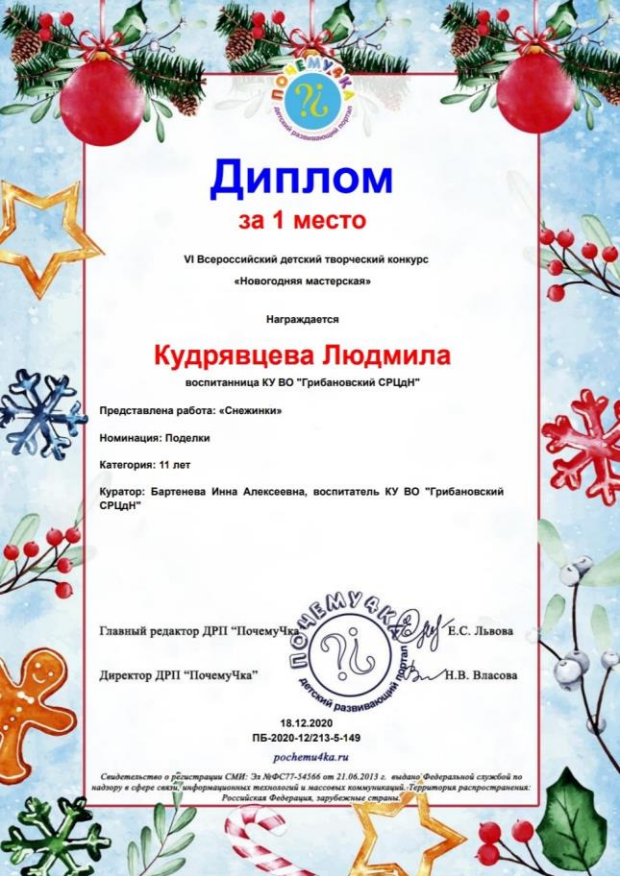 ПОЧЕМУ4КА
детский развивающий портал
Диплом
за 1 место
VI Всероссийский детский творческий конкурс
«Новогодняя мастерская»
Награждается
Кудрявцева Людмила
воспитанница КУ ВО "Грибановский СРЦдН"
Представлена работа: «Снежинки»
Номинация: Поделки
Категория: 11 лет
Куратор: Бартенева Инна Алексеевна, воспитатель КУ ВО "Грибановский
СРЦдН"
ПОЧЕМУ4КА
детский развивающий портал
Главный редактор ДРП “ПочемуЧка Е.С. Львова
Директор ДРП “ПочемуЧка” Н.В. Власова
18.12.2020
ПБ-2020-12/213-5-149
pochemu4ka.ru
Свидетельство о регистрации СМИ: Эл №ФС77-54566 от 21.06.2013 г. выдано Федеральной службой по
надзору в сфере связи, информационных технологий и массовых коммуникаций. Территория распространения:
Российская Федерация, зарубежные страны.